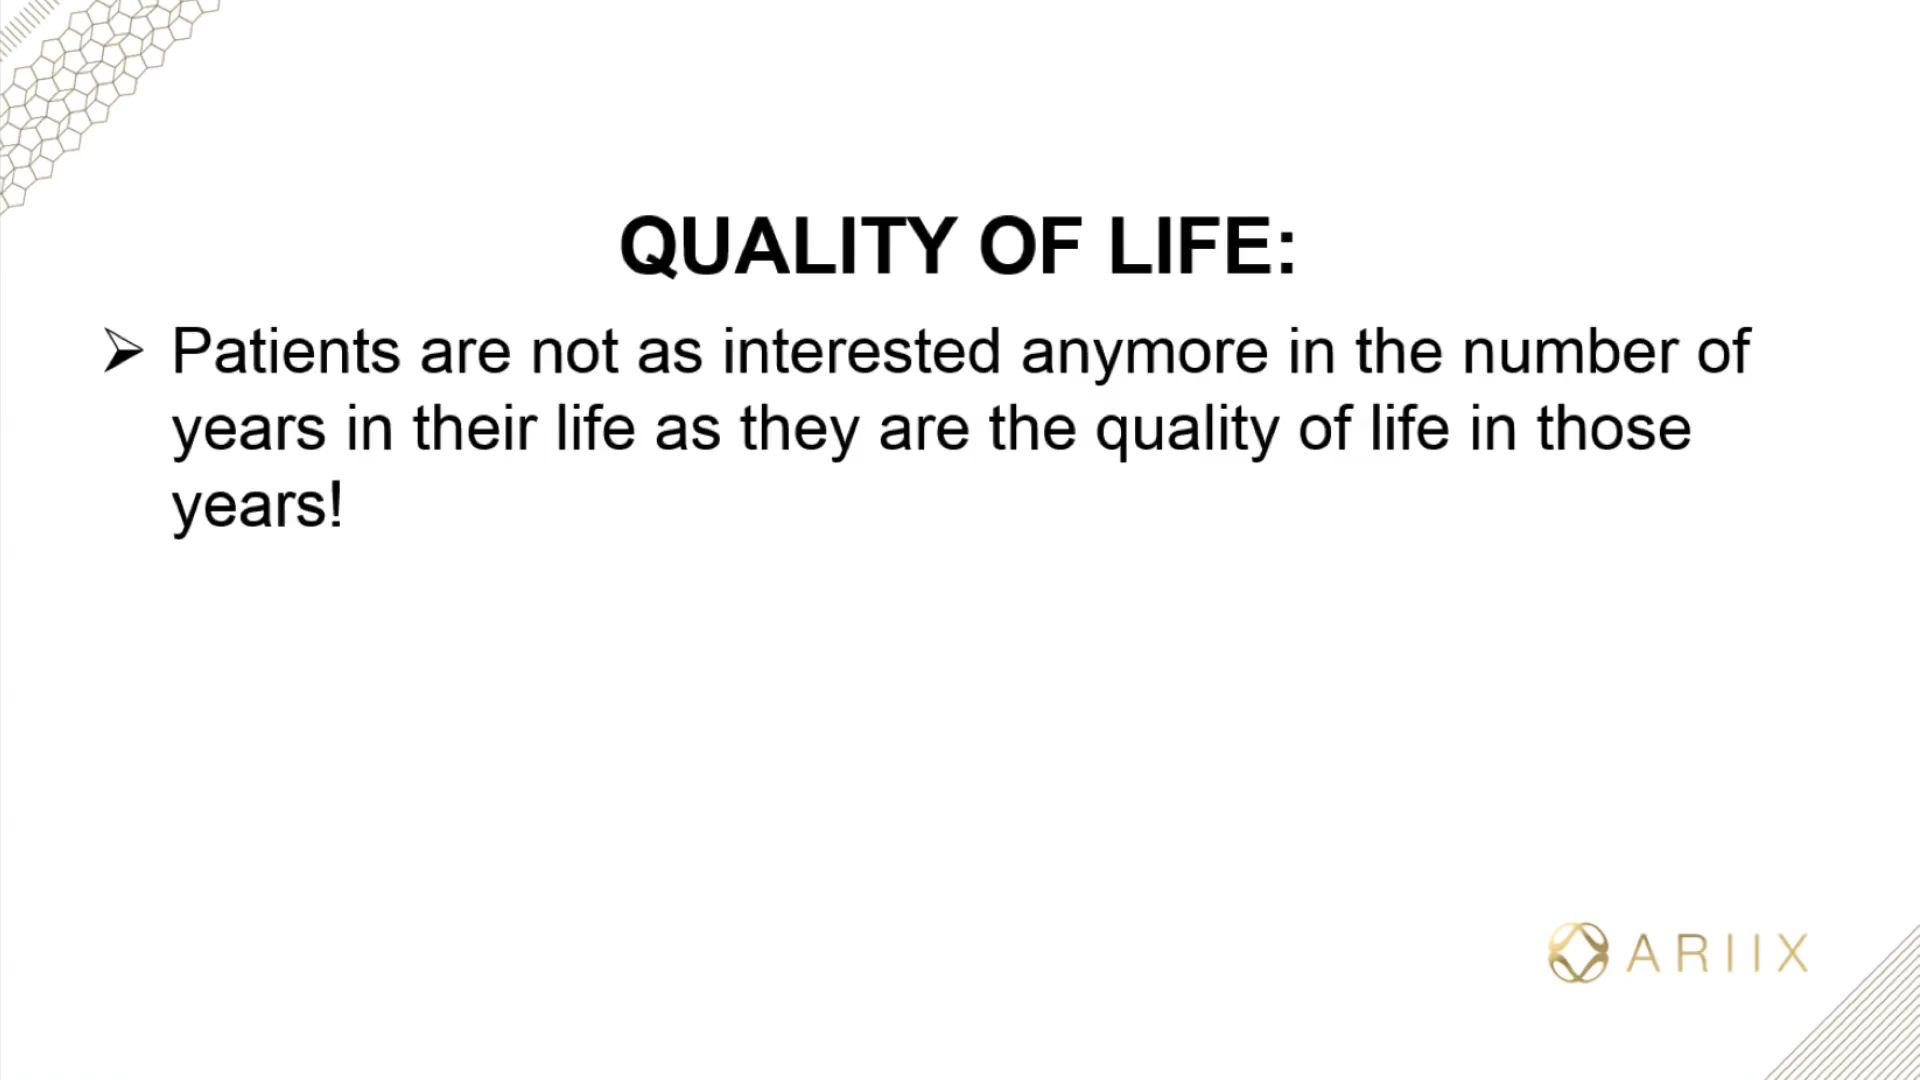 QUALITY OF LIFE:
➢ Patients are not as interested anymore in the number of
years in their life as they are the quality of life in those
years!
ARIIX